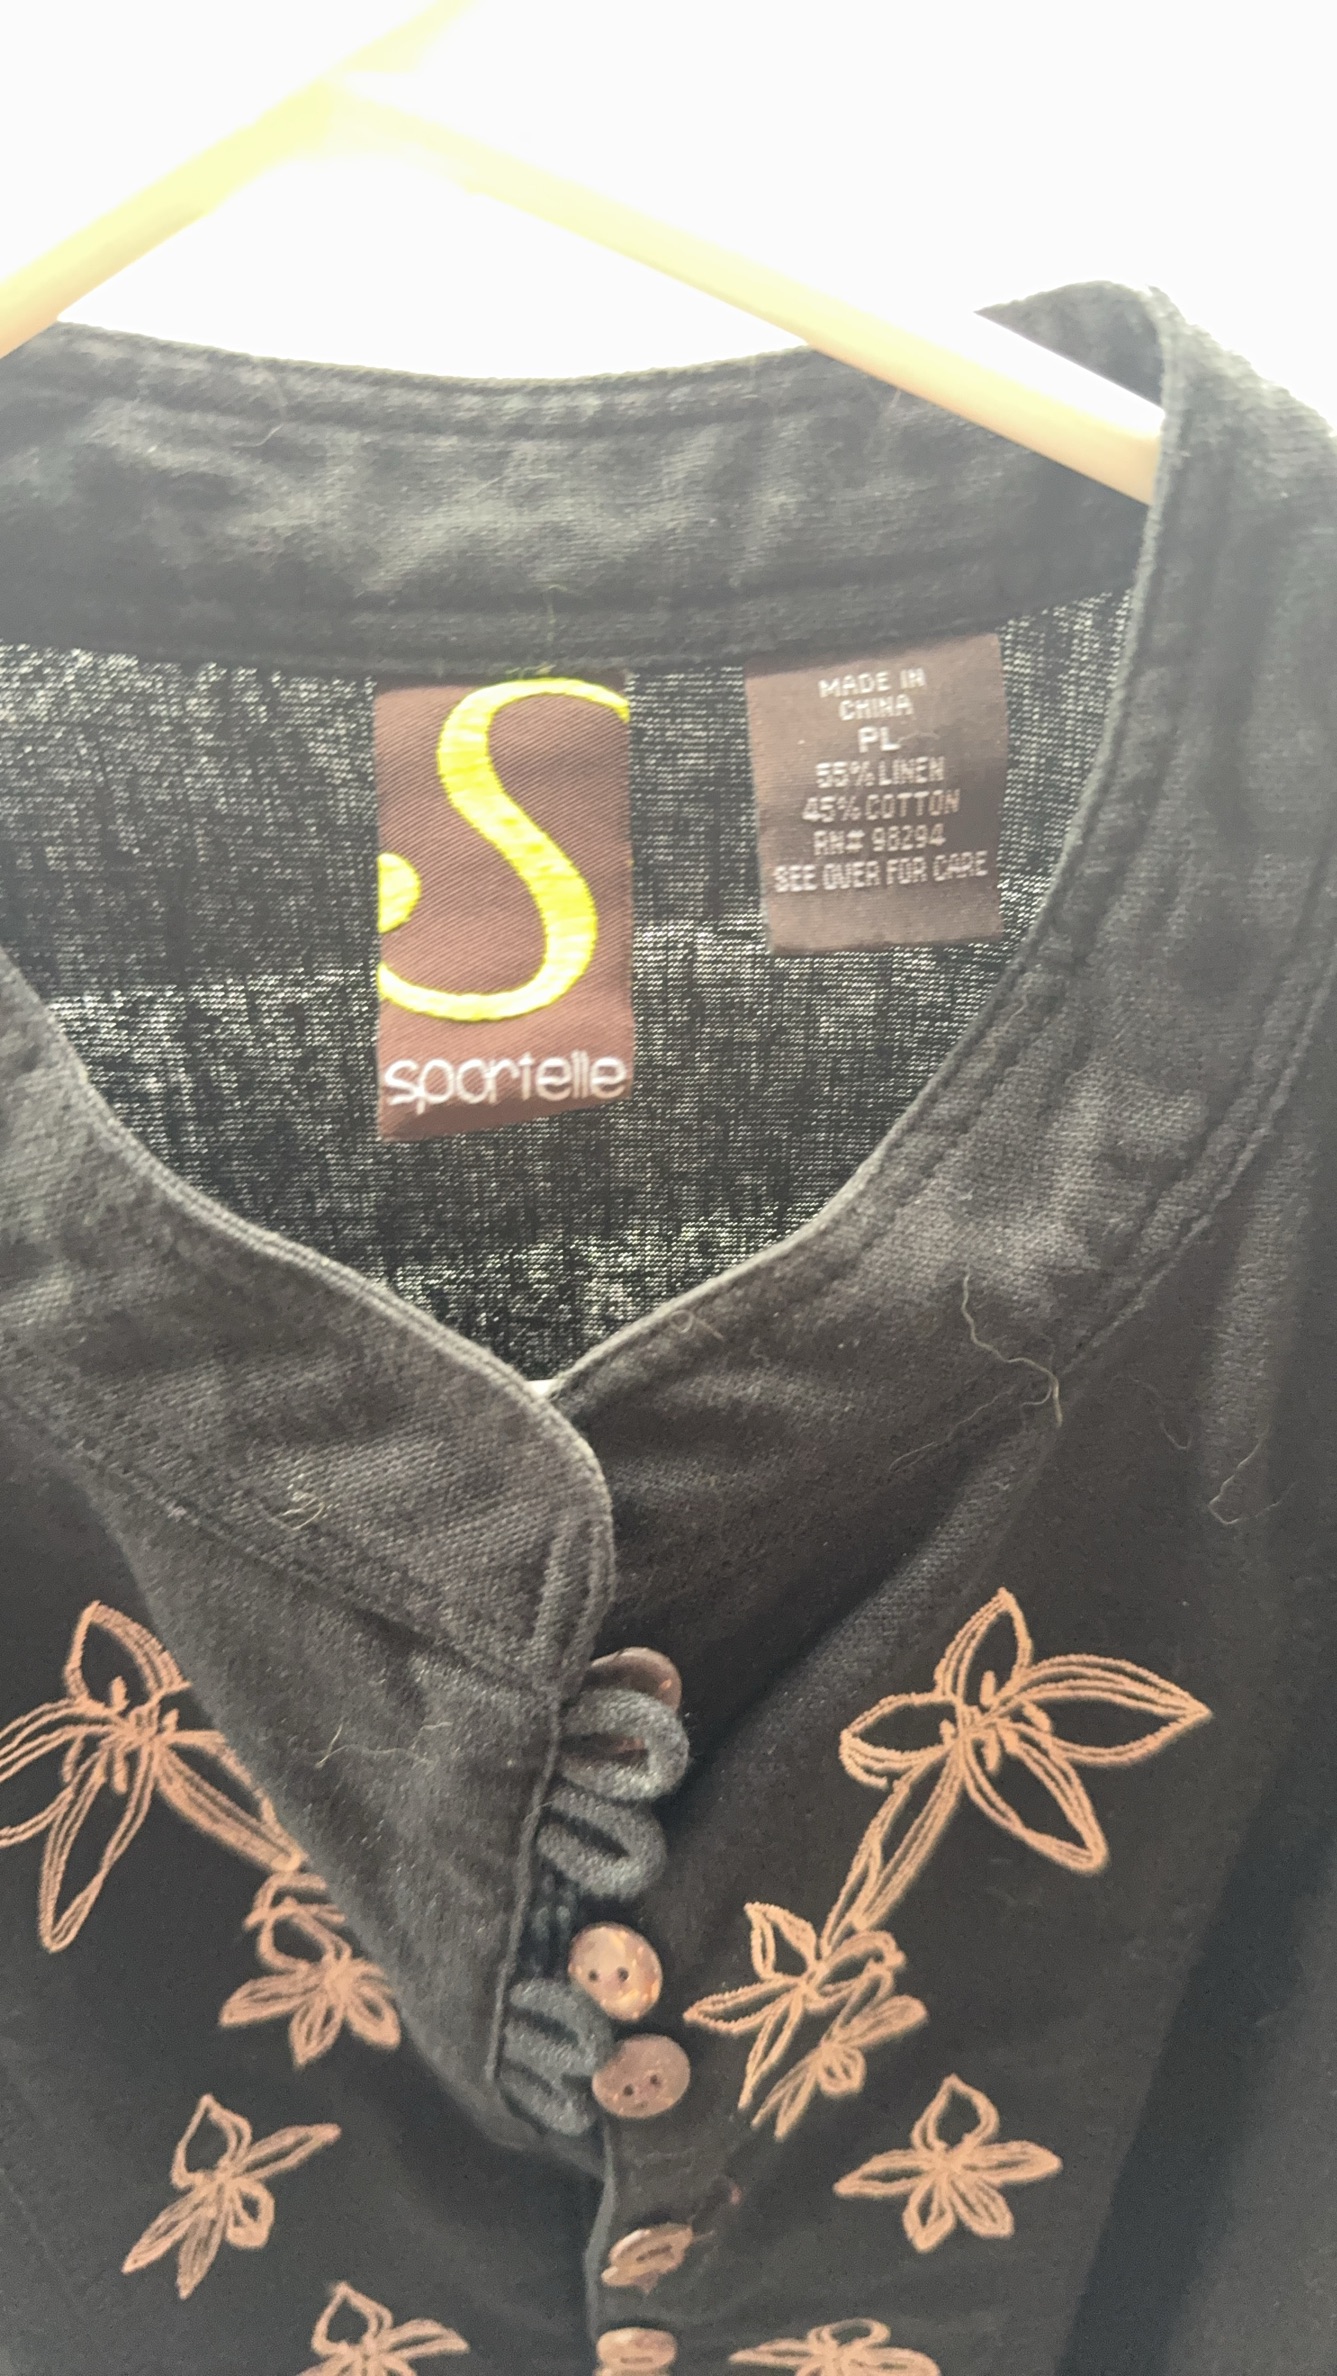 S
sportelle
MADE IN
CHINA
PL
55% LINEN
45% COTTON
RN# 98294
SEE OVER FOR CARE